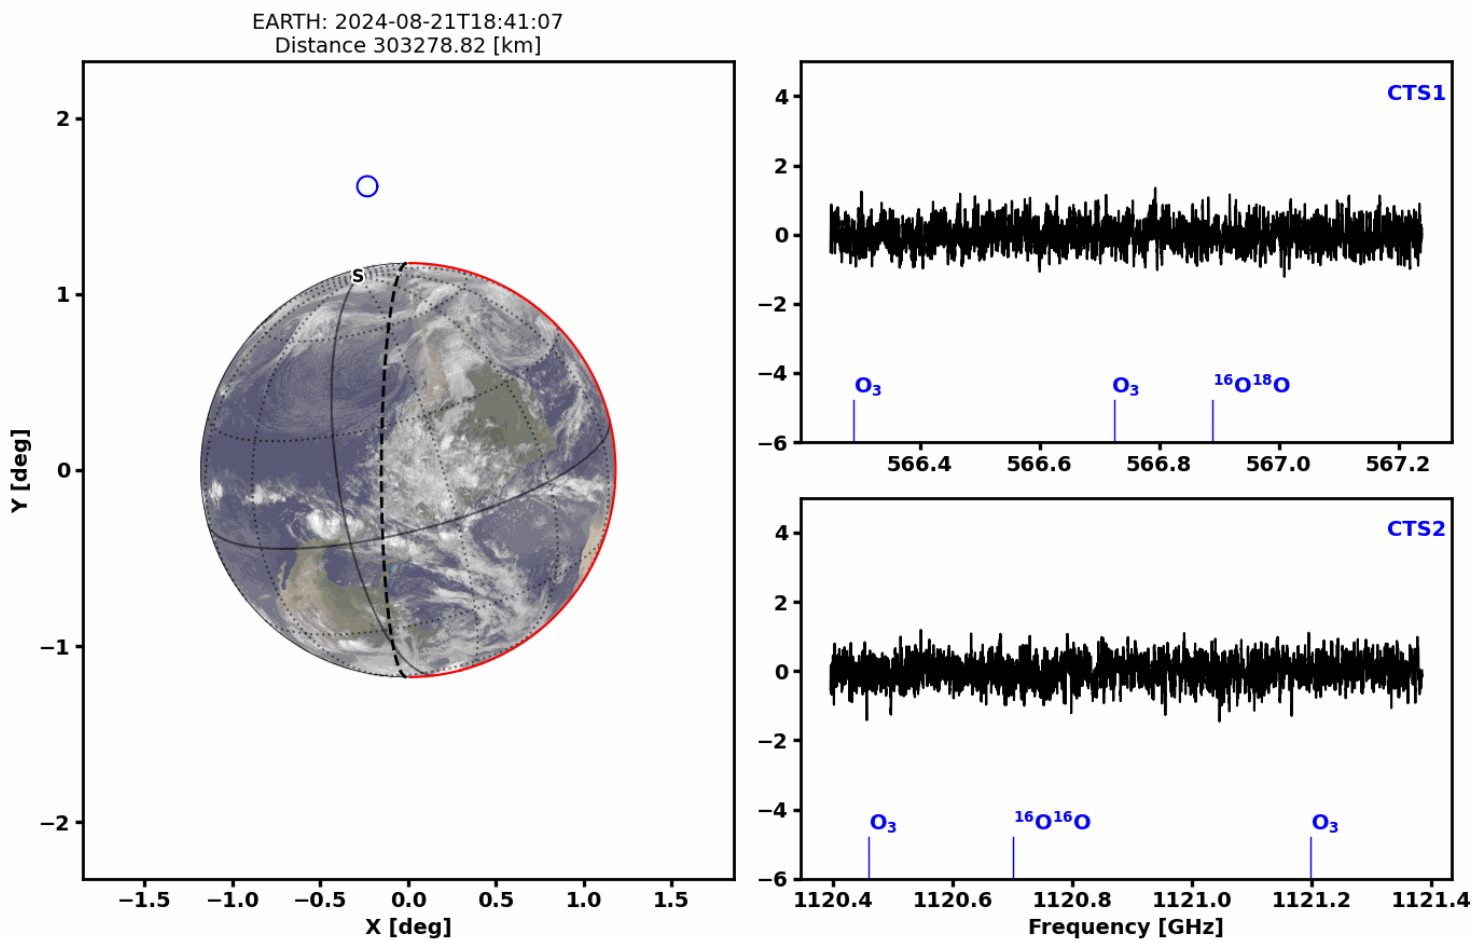 EARTH: 2024-08-21T18:41:07
Distance 303278.82 [km]
2
1
0
−1
−2
Y [deg]
S
−1.5 −1.0 −0.5 0.0 0.5 1.0 1.5
X [deg]
CTS1
4
2
0
−2
−4
−6
O₃ O₃ ¹⁶O¹⁸O
566.4 566.6 566.8 567.0 567.2
CTS2
4
2
0
−2
−4
−6
O₃ ¹⁶O¹⁶O O₃
1120.4 1120.6 1120.8 1121.0 1121.2 1121.4
Frequency [GHz]